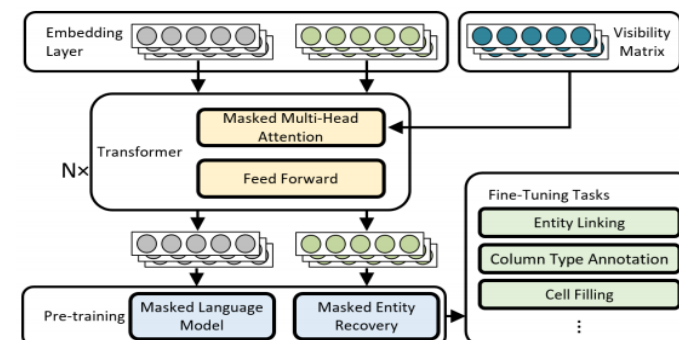 Embedding
Layer
Visibility
Matrix
Masked Multi-Head
Attention
Transformer
N×
Feed Forward
Fine-Tuning Tasks
Entity Linking
Column Type Annotation
Cell Filling
⋮
Pre-training
Masked Language
Model
Masked Entity
Recovery